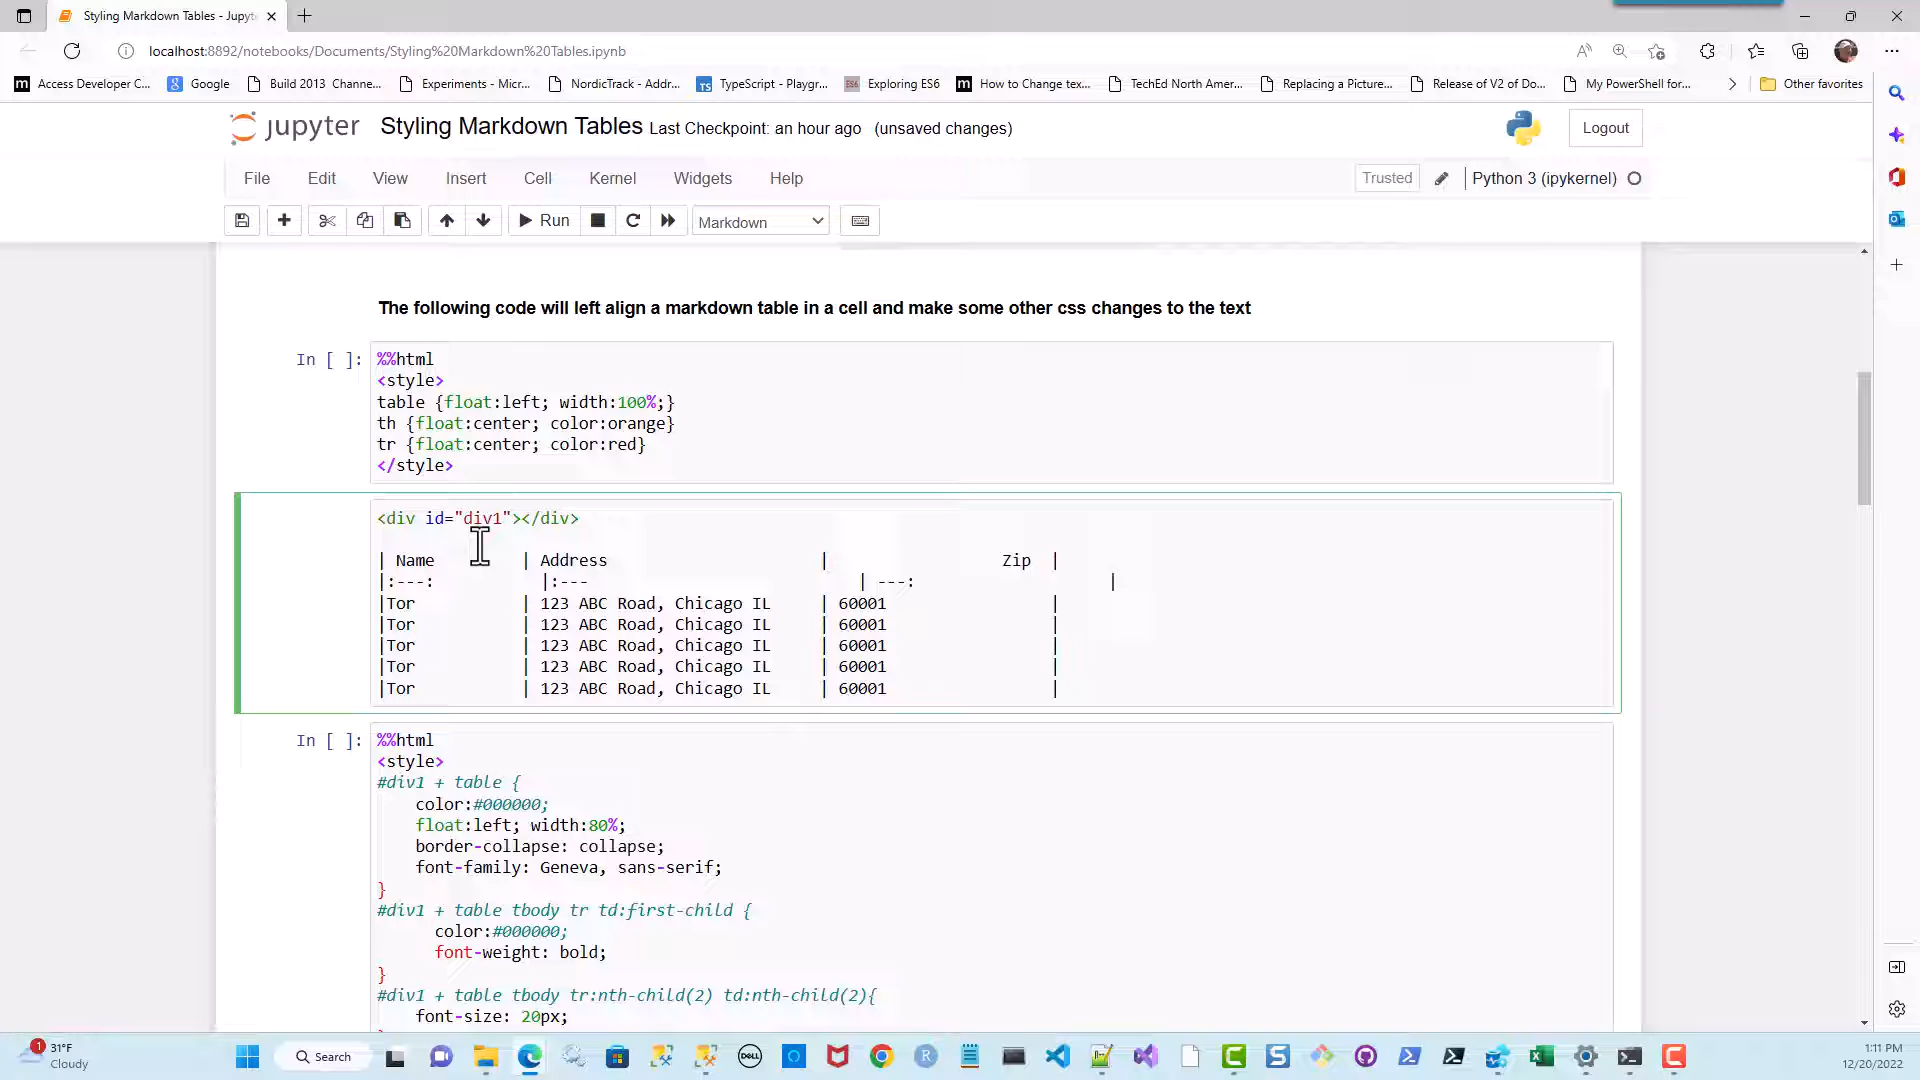 Styling Markdown Tables - Jupyt
localhost:8892/notebooks/Documents/Styling%20Markdown%20Tables.ipynb
Access Developer C...
Google
Build 2013 Channe...
Experiments - Micr...
NordicTrack - Addr...
TypeScript - Playgr...
Exploring ES6
How to Change tex...
TechEd North Amer...
Replacing a Picture...
Release of V2 of Do...
My PowerShell for...
Other favorites
jupyter Styling Markdown Tables Last Checkpoint: an hour ago (unsaved changes)
Logout
File Edit View Insert Cell Kernel Widgets Help
Trusted
Python 3 (ipykernel)
Run
Markdown
The following code will left align a markdown table in a cell and make some other css changes to the text
In [ ]: %%html
<style>
table {float:left; width:100%;}
th {float:center; color:orange}
tr {float:center; color:red}
</style>
<div id="div1"></div>
| Name | Address | Zip |
|:---: |:--- | ---: |
|Tor | 123 ABC Road, Chicago IL | 60001 |
|Tor | 123 ABC Road, Chicago IL | 60001 |
|Tor | 123 ABC Road, Chicago IL | 60001 |
|Tor | 123 ABC Road, Chicago IL | 60001 |
|Tor | 123 ABC Road, Chicago IL | 60001 |
In [ ]: %%html
<style>
#div1 + table {
color:#000000;
float:left; width:80%;
border-collapse: collapse;
font-family: Geneva, sans-serif;
}
#div1 + table tbody tr td:first-child {
color:#000000;
font-weight: bold;
}
#div1 + table tbody tr:nth-child(2) td:nth-child(2){
font-size: 20px;
1
31°F
Cloudy
Search
1:11 PM
12/20/2022